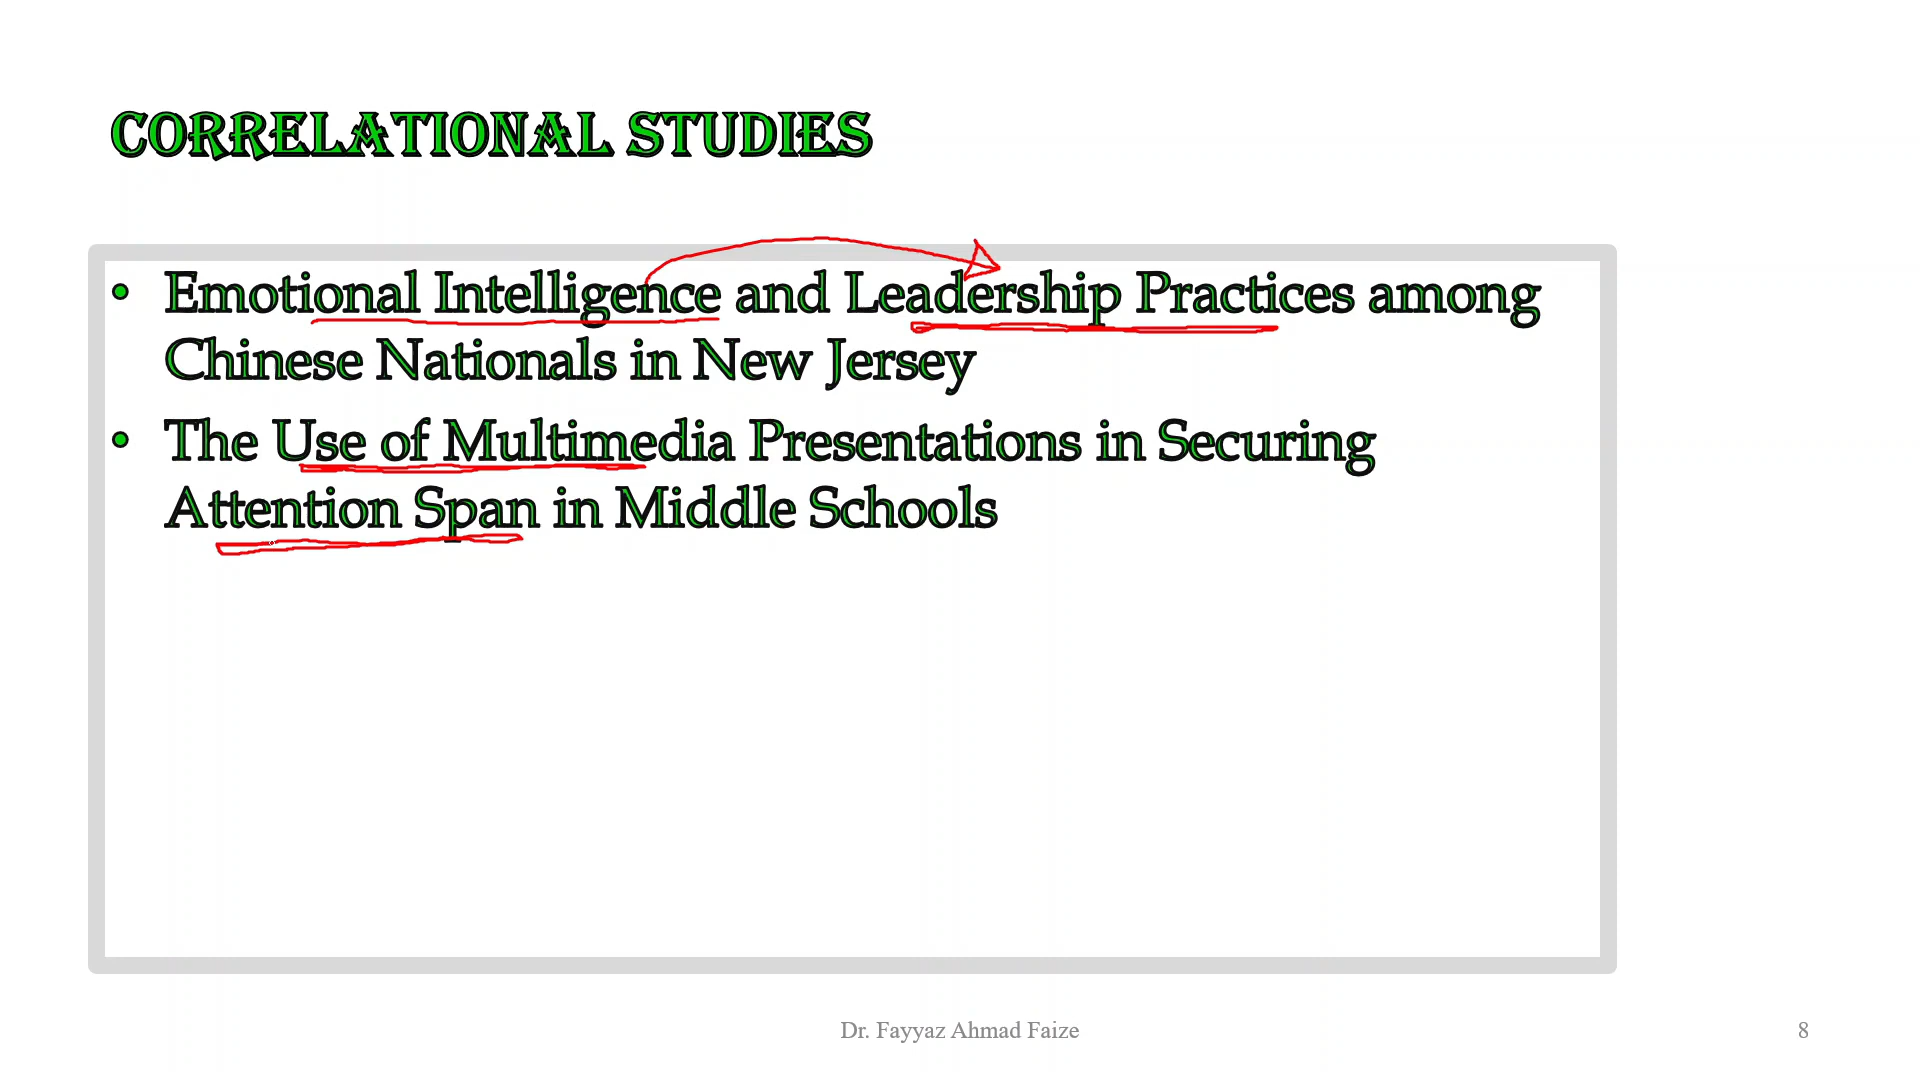 CORRELATIONAL STUDIES
• Emotional Intelligence and Leadership Practices among
Chinese Nationals in New Jersey
• The Use of Multimedia Presentations in Securing
Attention Span in Middle Schools
Dr. Fayyaz Ahmad Faize
8